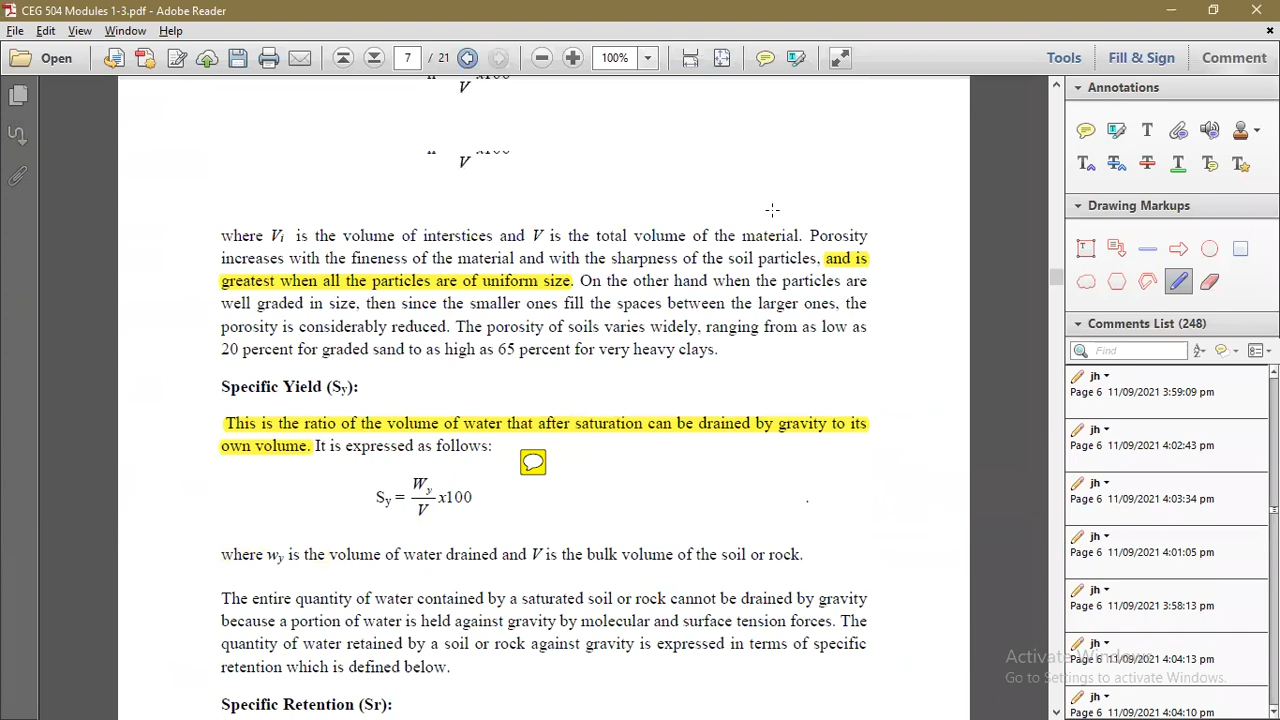 CEG 504 Modules 1-3.pdf - Adobe Reader
File Edit View Window Help
Open 7 / 21 100% Tools Fill & Sign Comment
V
V
where Vi is the volume of interstices and V is the total volume of the material. Porosity
increases with the fineness of the material and with the sharpness of the soil particles, and is
greatest when all the particles are of uniform size. On the other hand when the particles are
well graded in size, then since the smaller ones fill the spaces between the larger ones, the
porosity is considerably reduced. The porosity of soils varies widely, ranging from as low as
20 percent for graded sand to as high as 65 percent for very heavy clays.
Specific Yield (Sy):
This is the ratio of the volume of water that after saturation can be drained by gravity to its
own volume. It is expressed as follows:
Sy = Wy/V x100
where wy is the volume of water drained and V is the bulk volume of the soil or rock.
The entire quantity of water contained by a saturated soil or rock cannot be drained by gravity
because a portion of water is held against gravity by molecular and surface tension forces. The
quantity of water retained by a soil or rock against gravity is expressed in terms of specific
retention which is defined below.
Specific Retention (Sr):
Annotations
Drawing Markups
Comments List (248)
Find
jh
Page 6 11/09/2021 3:59:09 pm
jh
Page 6 11/09/2021 4:02:43 pm
jh
Page 6 11/09/2021 4:03:34 pm
jh
Page 6 11/09/2021 4:01:05 pm
jh
Page 6 11/09/2021 3:58:13 pm
jh
Page 6 11/09/2021 4:04:13 pm
jh
Page 6 11/09/2021 4:04:10 pm
Activate Windows
Go to Settings to activate Windows.